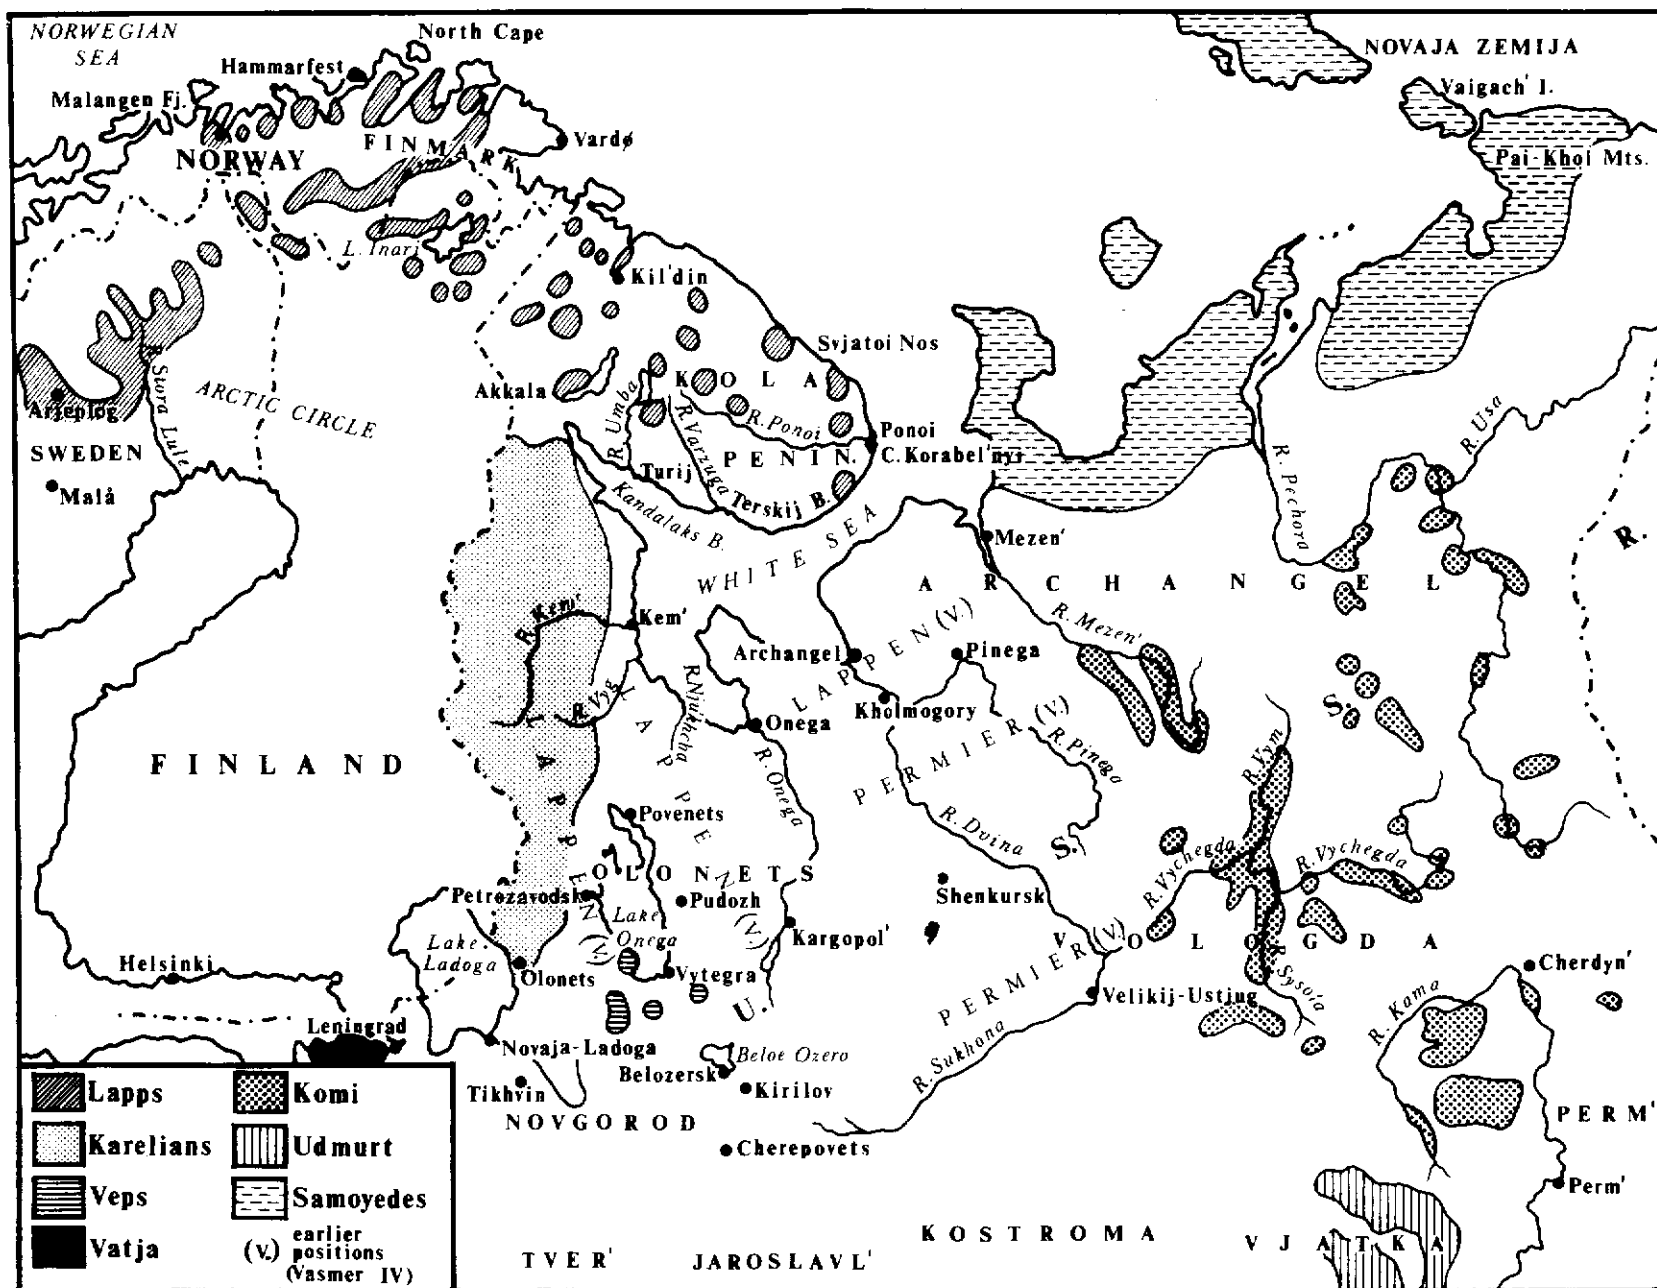 NORWEGIAN
SEA
North Cape
NOVAJA ZEMIJA
Hammarfest
Vaigach' I.
Malangen Fj.
FINMARK
Vardø
NORWAY
Pai-Khoi Mts.
L. Inari
Kil'din
Svjatoi Nos
R. Stora Lule
Akkala
KOLA
Arjeplog
ARCTIC CIRCLE
R. Umba
R. Varzuga
R. Ponoi
Ponoi
R. Usa
SWEDEN
PENIN.
C. Korabel'nyi
Malå
Turij
Terskij B.
R. Pechora
Kandalaks B.
WHITE SEA
Mezen'
R.
ARCHANGEL
R. Kem'
Kem'
LAPPEN (V.)
R. Mezen'
Archangel
Pinega
R. Vyg
LAPPEN (V.)
R. Njukhcha
LAPPEN (V.)
Onega
Kholmogory
S.
FINLAND
PERMIER (V.)
R. Pinega
R. Vym
R. Onega
Povenets
R. Dvina
S.
R. Vychegda
R. Vychegda
OLONETS
Petrozavodsk
Pudozh
Shenkursk
Lake
Onega
Kargopol'
VOLOGDA
Lake
Ladoga
Helsinki
Olonets
Vytegra
PERMIER (V.)
R. Sysola
Cherdyn'
U.
Velikij-Ustjug
R. Kama
Leningrad
Novaja-Ladoga
Beloe Ozero
R. Sukhona
Belozersk
Tikhvin
Kirilov
NOVGOROD
PERM'
Cherepovets
Perm'
KOSTROMA
VJATKA
TVER'
JAROSLAVL'
Lapps
Komi
Karelians
Udmurt
Veps
Samoyedes
Vatja
(v.) earlier
positions
(Vasmer IV)